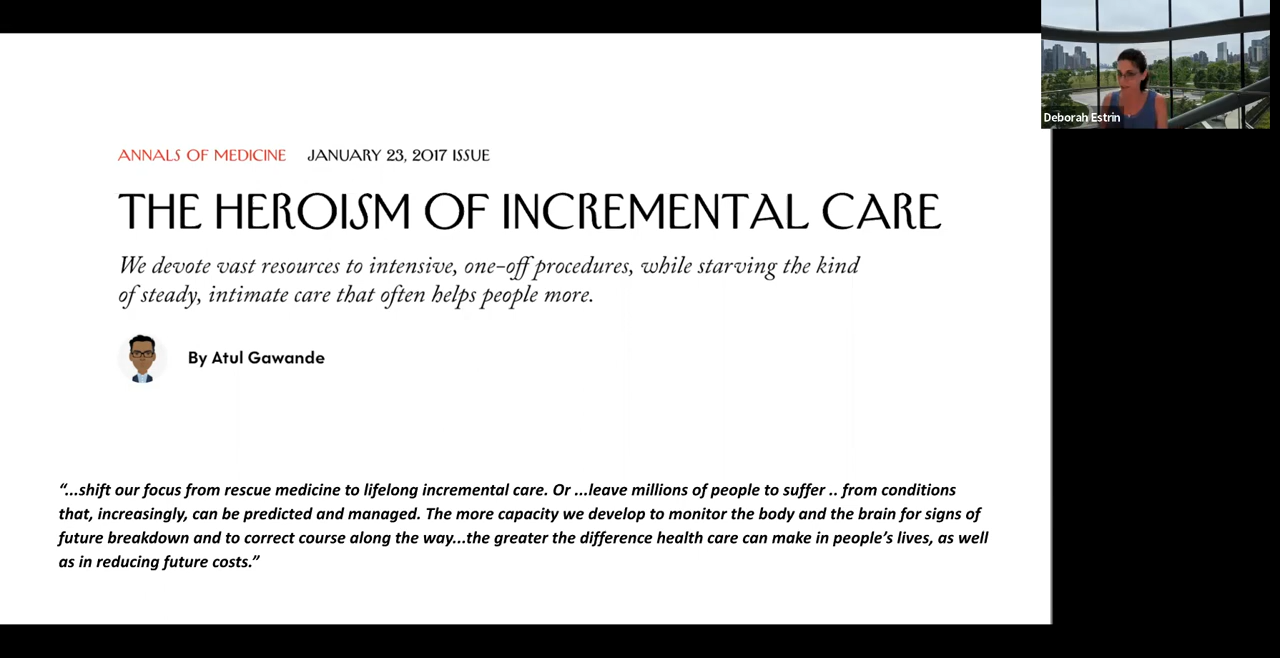 Deborah Estrin
ANNALS OF MEDICINE JANUARY 23, 2017 ISSUE
THE HEROISM OF INCREMENTAL CARE
We devote vast resources to intensive, one-off procedures, while starving the kind
of steady, intimate care that often helps people more.
By Atul Gawande
“...shift our focus from rescue medicine to lifelong incremental care. Or ...leave millions of people to suffer .. from conditions
that, increasingly, can be predicted and managed. The more capacity we develop to monitor the body and the brain for signs of
future breakdown and to correct course along the way...the greater the difference health care can make in people’s lives, as well
as in reducing future costs.”